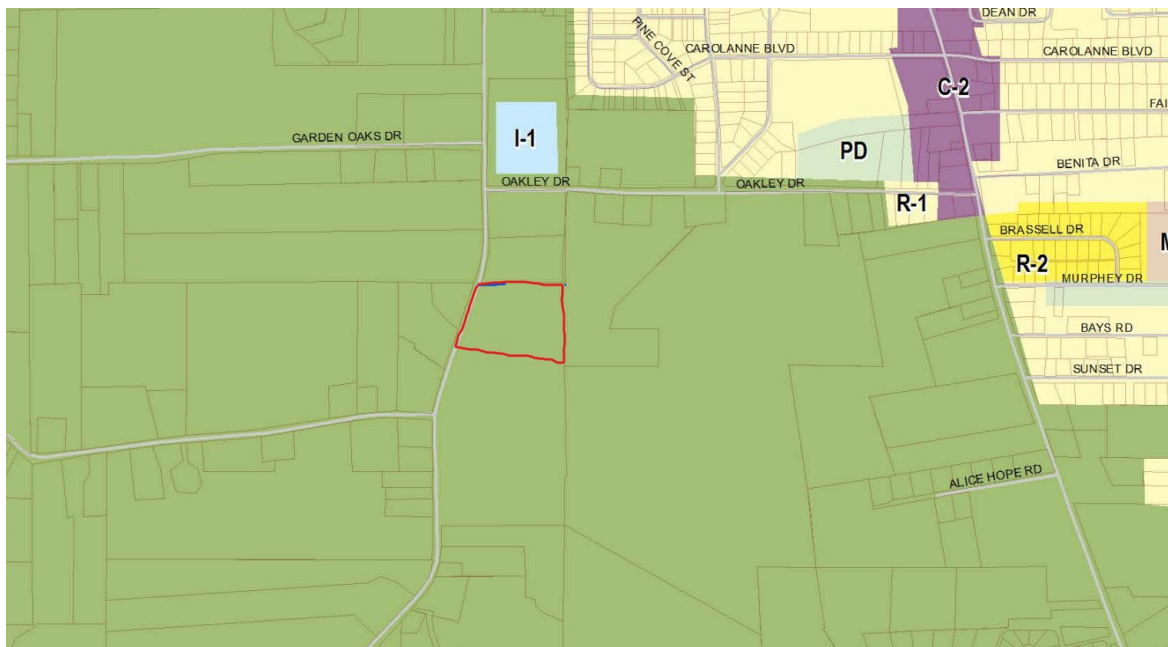 DEAN DR
PINE COVE ST
CAROLANNE BLVD
CAROLANNE BLVD
C-2
FAI
GARDEN OAKS DR
I-1
PD
BENITA DR
OAKLEY DR
OAKLEY DR
R-1
BRASSELL DR
M
R-2
MURPHEY DR
BAYS RD
SUNSET DR
ALICE HOPE RD